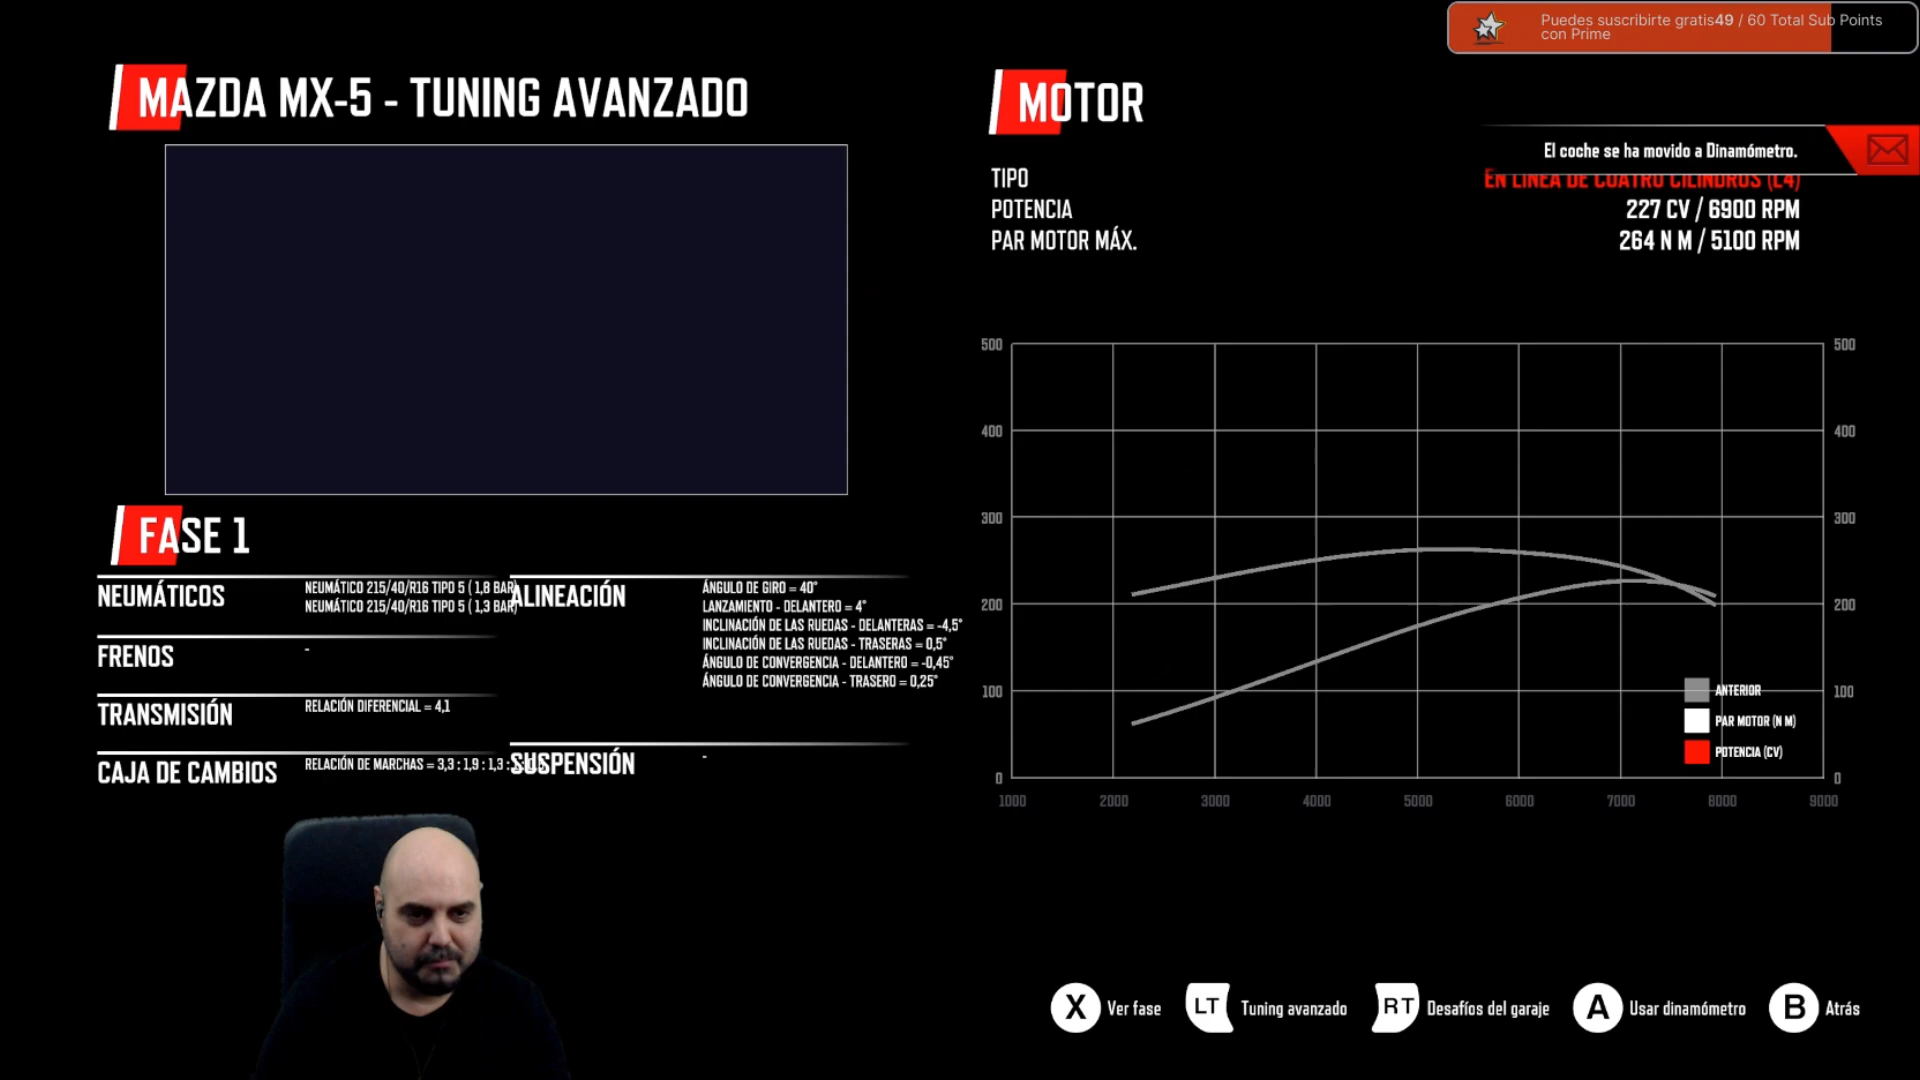 Puedes suscribirte gratis49 / 60 Total Sub Points
con Prime
MAZDA MX-5 - TUNING AVANZADO
MOTOR
El coche se ha movido a Dinamómetro.
TIPO
EN LÍNEA DE CUATRO CILINDROS (L4)
POTENCIA
227 CV / 6900 RPM
PAR MOTOR MÁX.
264 N M / 5100 RPM
500
400
300
200
100
0
500
400
300
200
100
0
1000 2000 3000 4000 5000 6000 7000 8000 9000
ANTERIOR
PAR MOTOR (N M)
POTENCIA (CV)
FASE 1
NEUMÁTICOS
NEUMÁTICO 215/40/R16 TIPO 5 ( 1,8 BAR)
NEUMÁTICO 215/40/R16 TIPO 5 ( 1,3 BAR)
FRENOS
-
TRANSMISIÓN
RELACIÓN DIFERENCIAL = 4,1
CAJA DE CAMBIOS
RELACIÓN DE MARCHAS = 3,3 : 1,9 : 1,3 :
ALINEACIÓN
ÁNGULO DE GIRO = 40°
LANZAMIENTO - DELANTERO = 4°
INCLINACIÓN DE LAS RUEDAS - DELANTERAS = -4,5°
INCLINACIÓN DE LAS RUEDAS - TRASERAS = 0,5°
ÁNGULO DE CONVERGENCIA - DELANTERO = -0,45°
ÁNGULO DE CONVERGENCIA - TRASERO = 0,25°
SUSPENSIÓN
-
X Ver fase
LT Tuning avanzado
RT Desafíos del garaje
A Usar dinamómetro
B Atrás